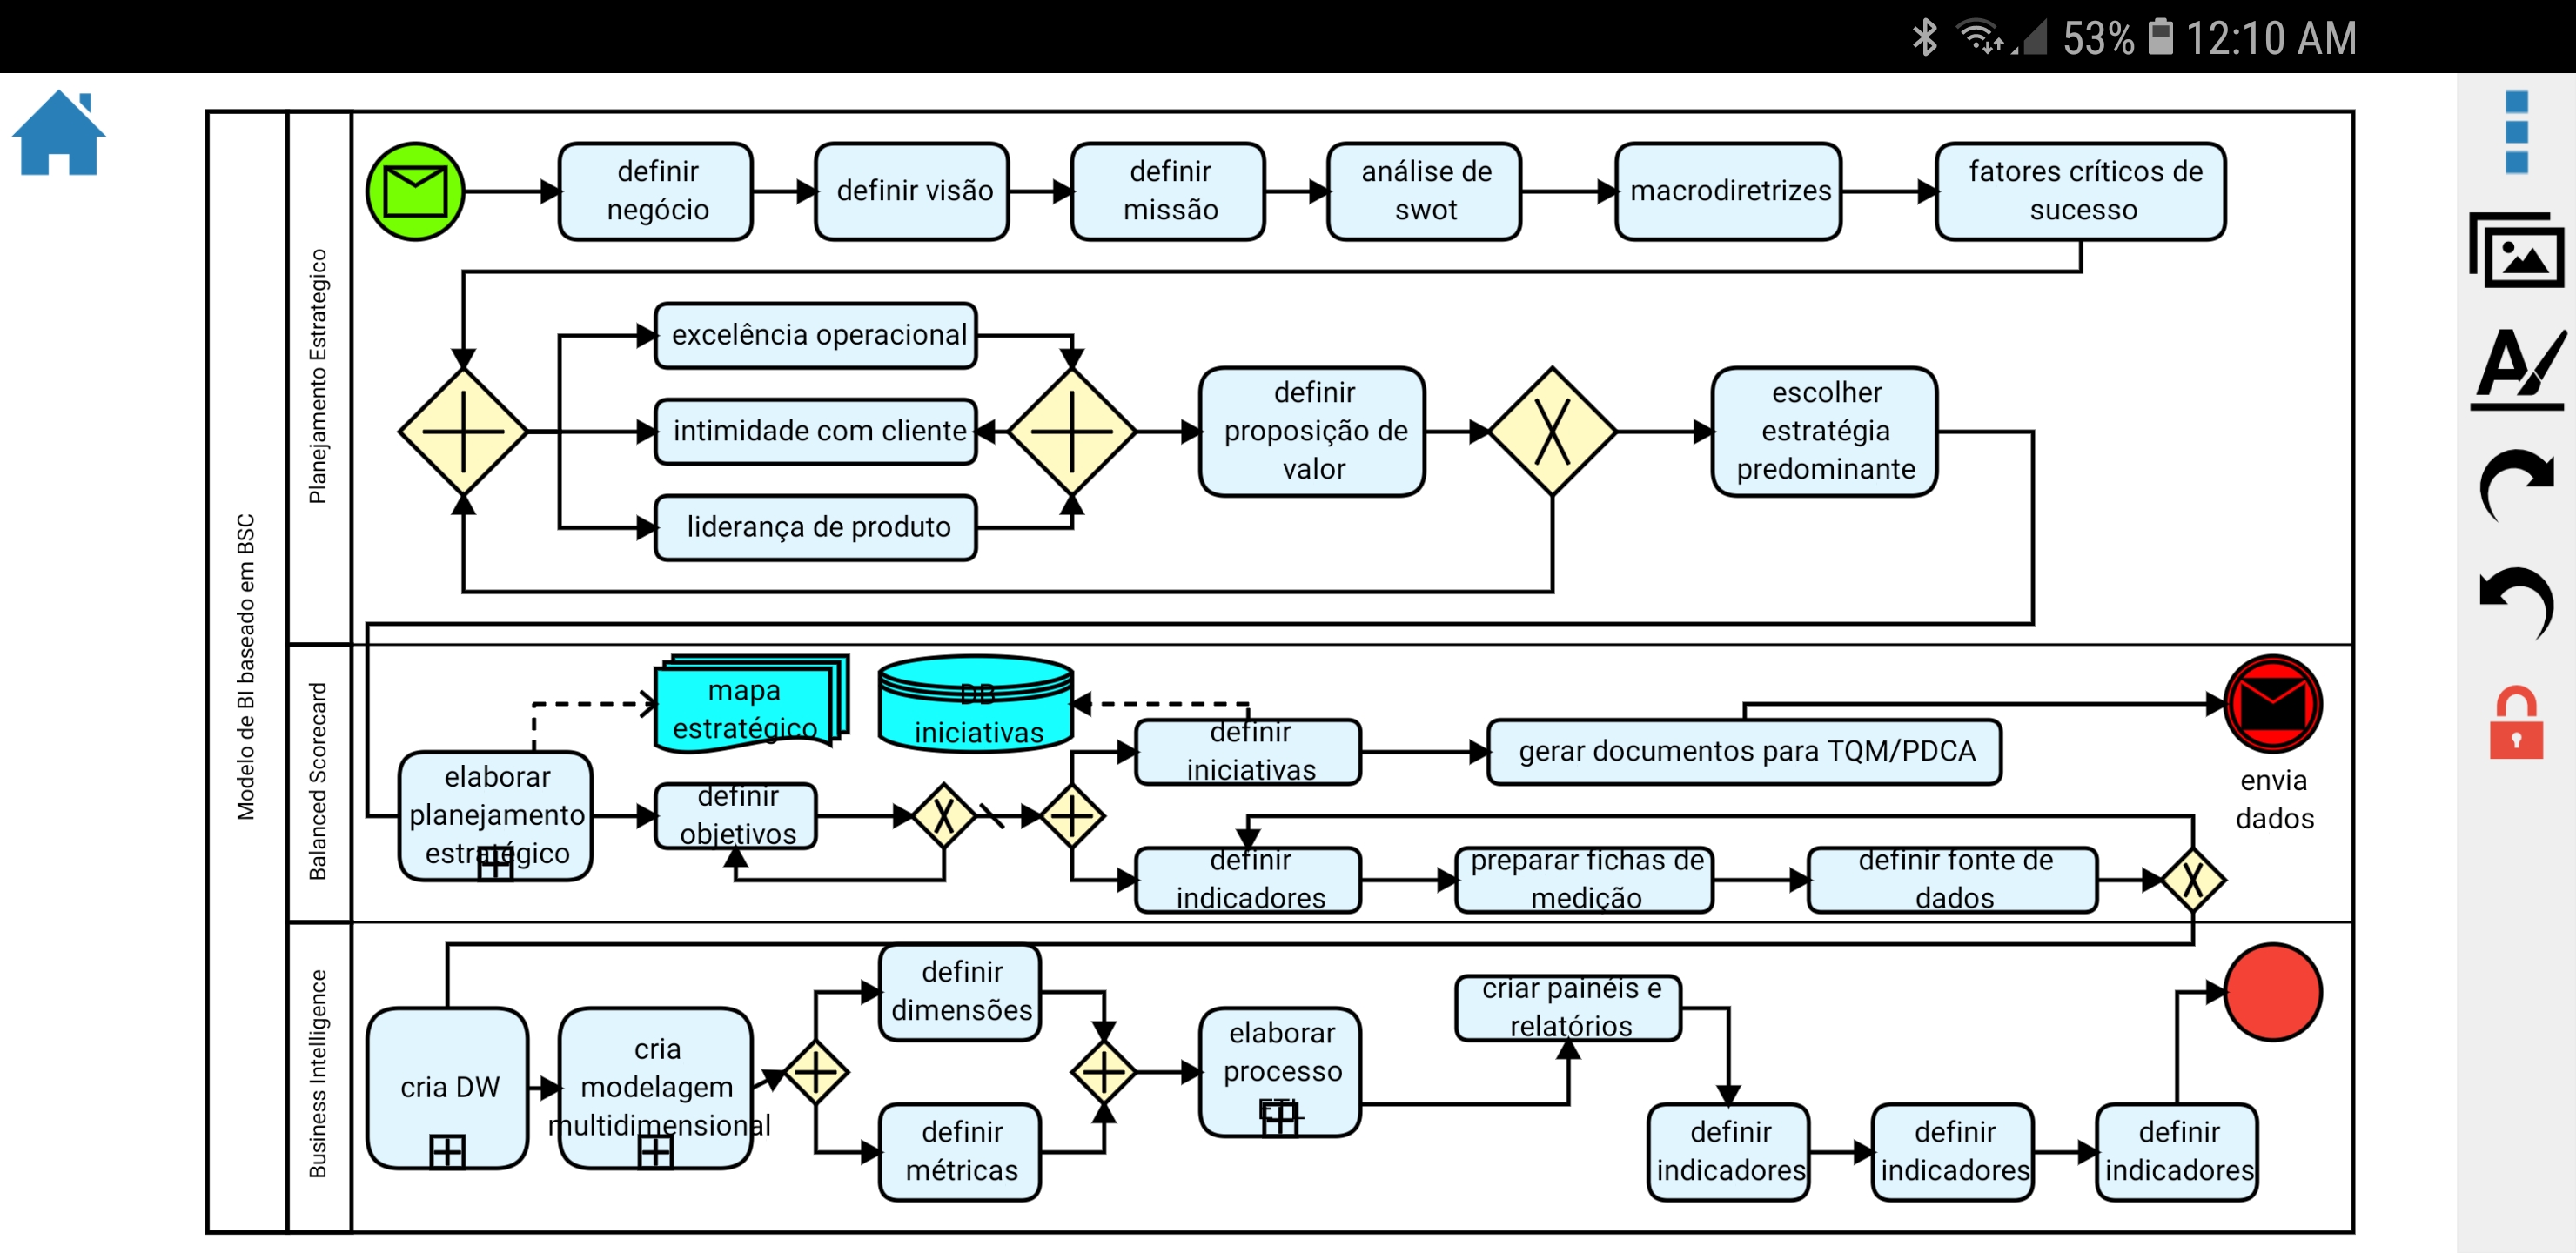 53% 12:10 AM
Modelo de BI baseado em BSC
Planejamento Estrategico
definir
negócio
definir visão
definir
missão
análise de
swot
macrodiretrizes
fatores críticos de
sucesso
excelência operacional
intimidade com cliente
liderança de produto
definir
proposição de
valor
escolher
estratégia
predominante
Balanced Scorecard
mapa
estratégico
DB
iniciativas
elaborar
planejamento
estratégico
definir
objetivos
definir
iniciativas
gerar documentos para TQM/PDCA
envia
dados
definir
indicadores
preparar fichas de
medição
definir fonte de
dados
Business Intelligence
cria DW
cria
modelagem
multidimensional
definir
dimensões
definir
métricas
elaborar
processo
ETL
criar painéis e
relatórios
definir
indicadores
definir
indicadores
definir
indicadores